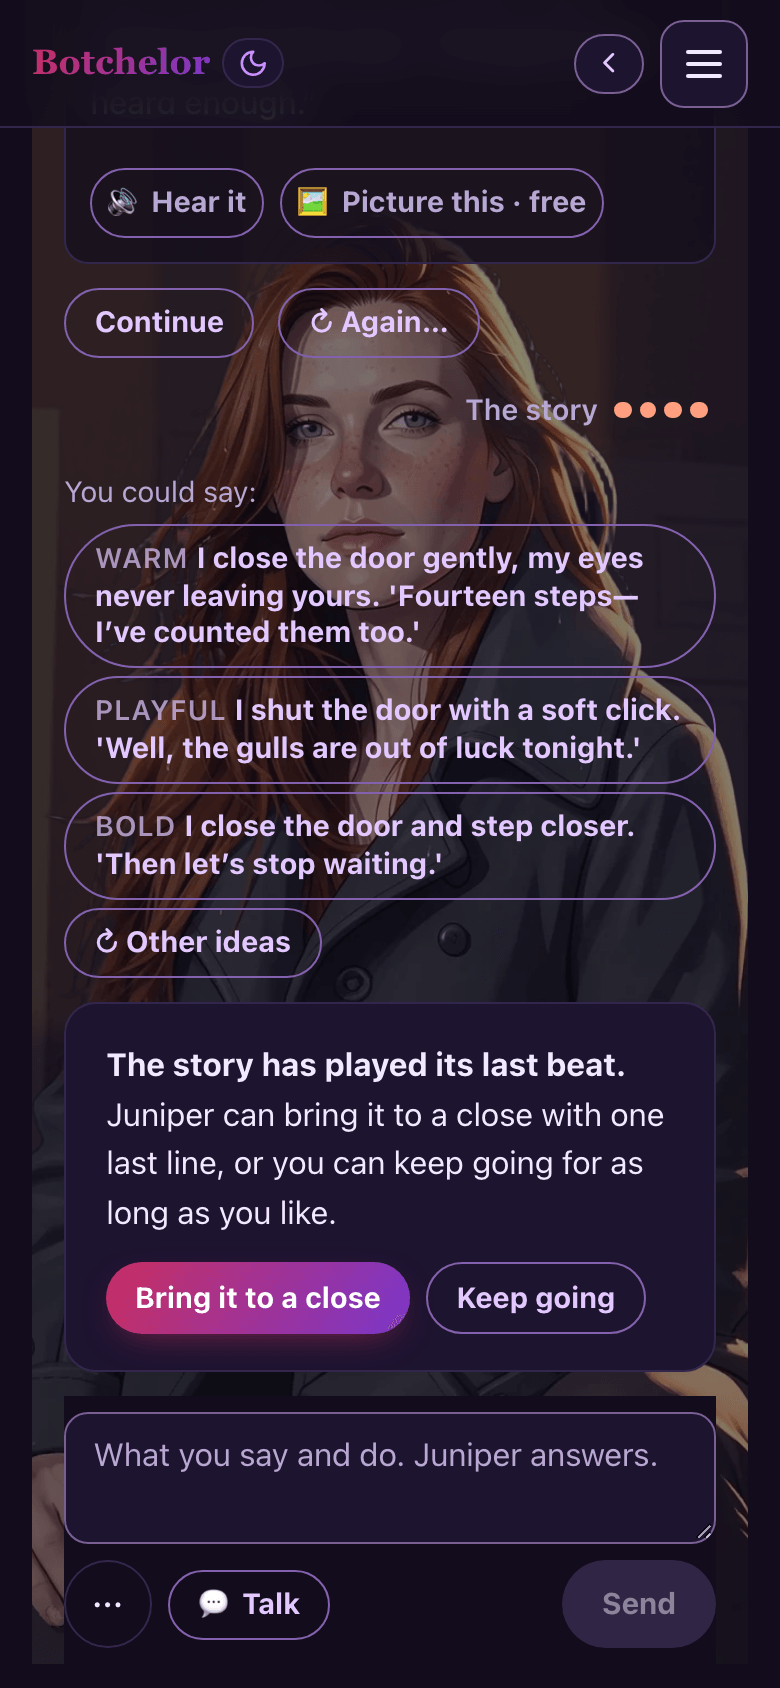 Botchelor
heard enough.'
🔊 Hear it
🖼️ Picture this · free
Continue
↻ Again...
The story
You could say:
WARM I close the door gently, my eyes
never leaving yours. 'Fourteen steps—
I’ve counted them too.'
PLAYFUL I shut the door with a soft click.
'Well, the gulls are out of luck tonight.'
BOLD I close the door and step closer.
'Then let’s stop waiting.'
↻ Other ideas
The story has played its last beat.
Juniper can bring it to a close with one
last line, or you can keep going for as
long as you like.
Bring it to a close
Keep going
What you say and do. Juniper answers.
...
💬 Talk
Send